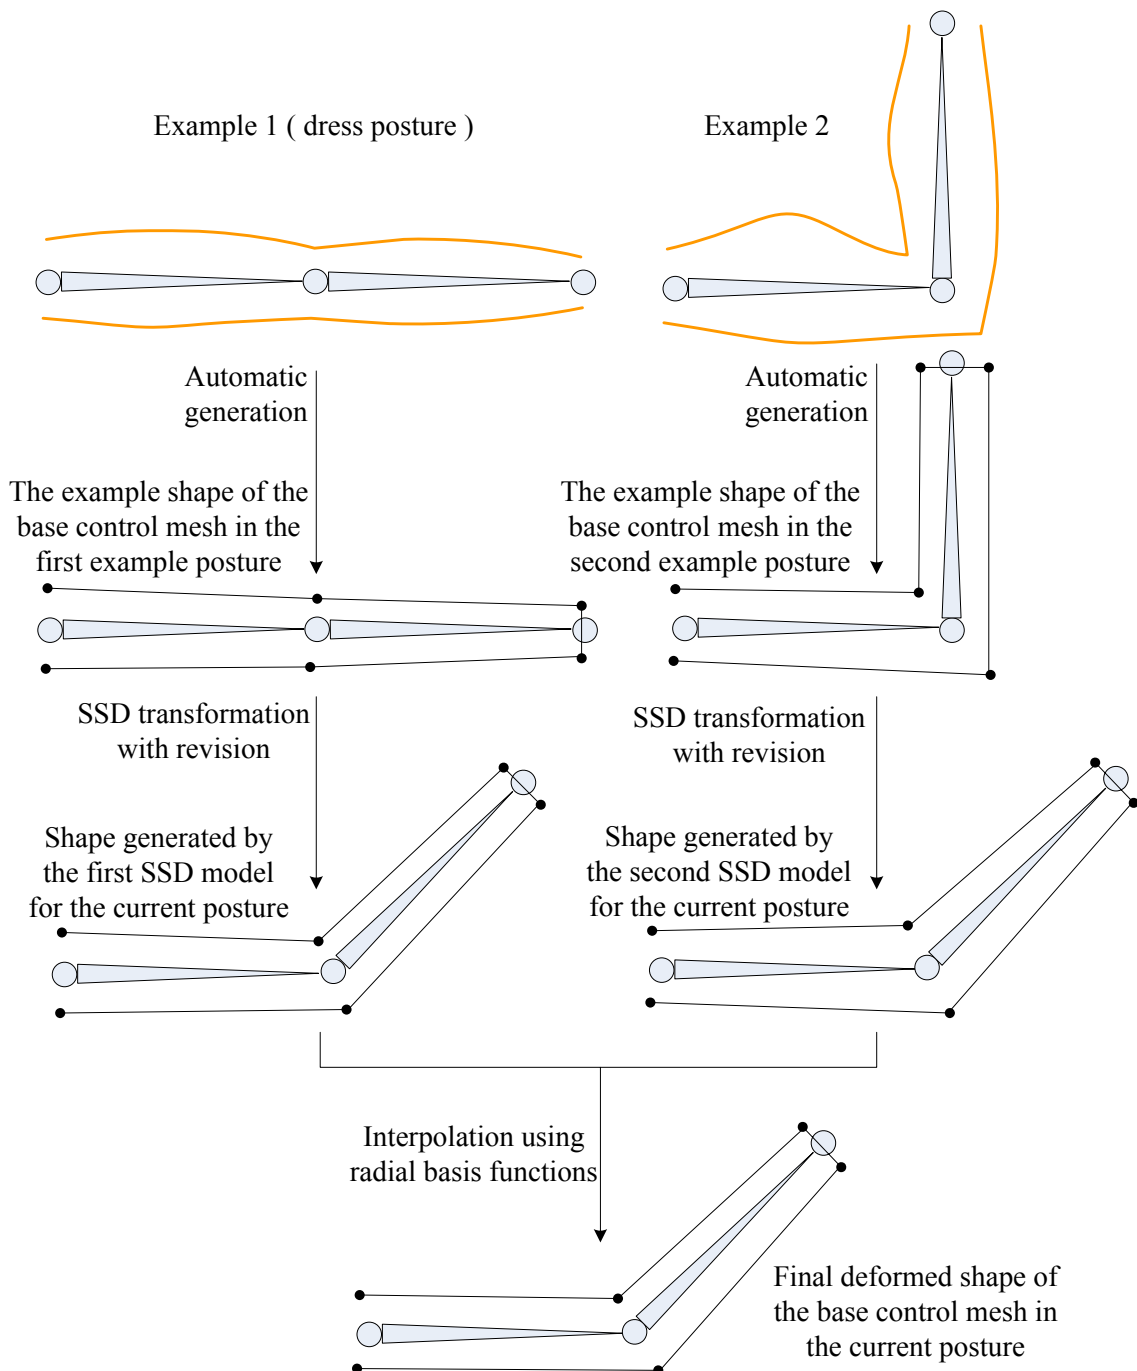 Example 1 ( dress posture )
Example 2
Automatic
generation
Automatic
generation
The example shape of the
base control mesh in the
first example posture
The example shape of the
base control mesh in the
second example posture
SSD transformation
with revision
SSD transformation
with revision
Shape generated by
the first SSD model
for the current posture
Shape generated by
the second SSD model
for the current posture
Interpolation using
radial basis functions
Final deformed shape of
the base control mesh in
the current posture